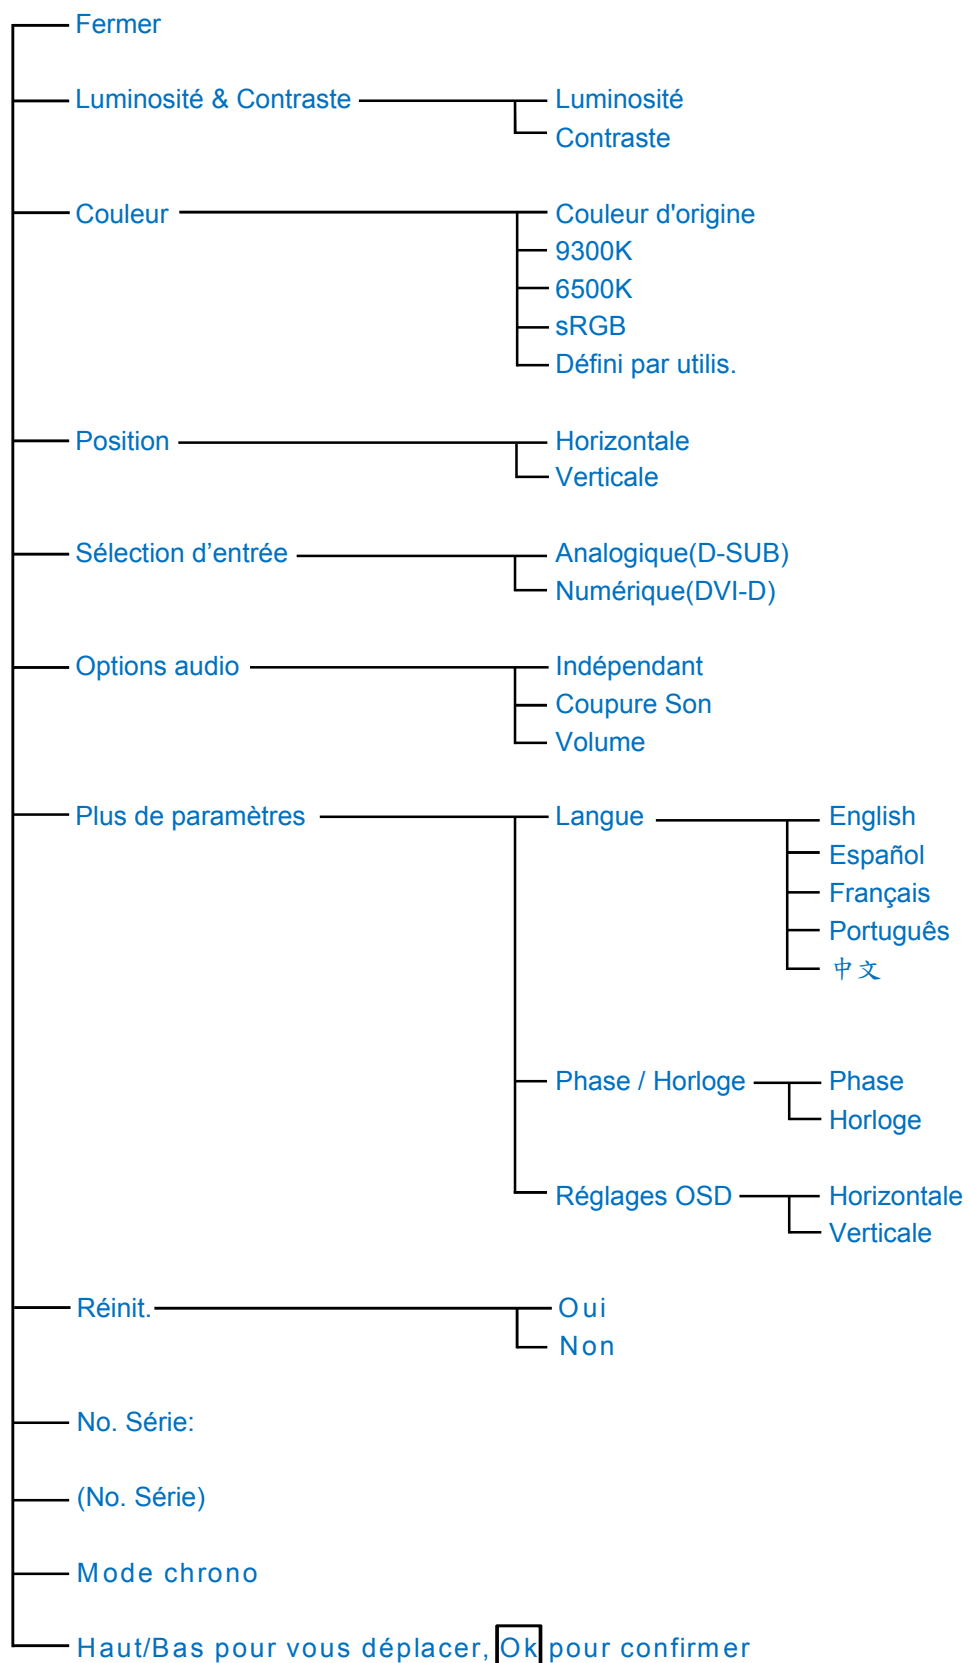 Fermer
Luminosité & Contraste
Luminosité
Contraste
Couleur
Couleur d'origine
9300K
6500K
sRGB
Défini par utilis.
Position
Horizontale
Verticale
Sélection d’entrée
Analogique(D-SUB)
Numérique(DVI-D)
Options audio
Indépendant
Coupure Son
Volume
Plus de paramètres
Langue
English
Español
Français
Português
中文
Phase / Horloge
Phase
Horloge
Réglages OSD
Horizontale
Verticale
Réinit.
Oui
Non
No. Série:
(No. Série)
Mode chrono
Haut/Bas pour vous déplacer, Ok pour confirmer